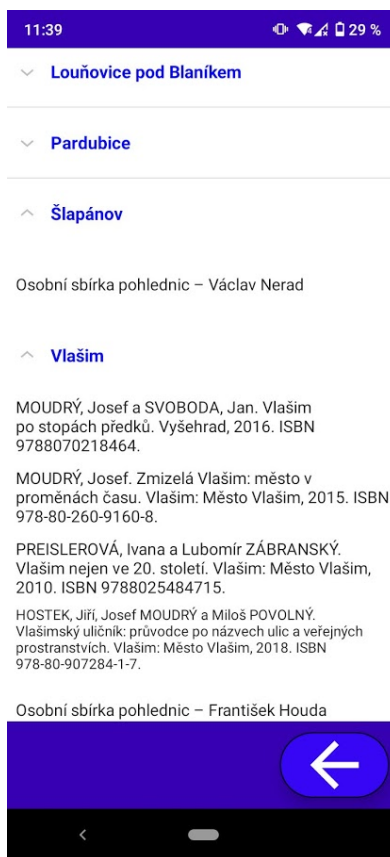 11:39
29 %
Louňovice pod Blaníkem
Pardubice
Šlapánov
Osobní sbírka pohlednic – Václav Nerad
Vlašim
MOUDRÝ, Josef a SVOBODA, Jan. Vlašim
po stopách předků. Vyšehrad, 2016. ISBN
9788070218464.
MOUDRÝ, Josef. Zmizelá Vlašim: město v
proměnách času. Vlašim: Město Vlašim, 2015. ISBN
978-80-260-9160-8.
PREISLEROVÁ, Ivana a Lubomír ZÁBRANSKÝ.
Vlašim nejen ve 20. století. Vlašim: Město Vlašim,
2010. ISBN 9788025484715.
HOSTEK, Jiří, Josef MOUDRÝ a Miloš POVOLNÝ.
Vlašimský uličník: průvodce po názvech ulic a veřejných
prostranstvích. Vlašim: Město Vlašim, 2018. ISBN
978-80-907284-1-7.
Osobní sbírka pohlednic – František Houda